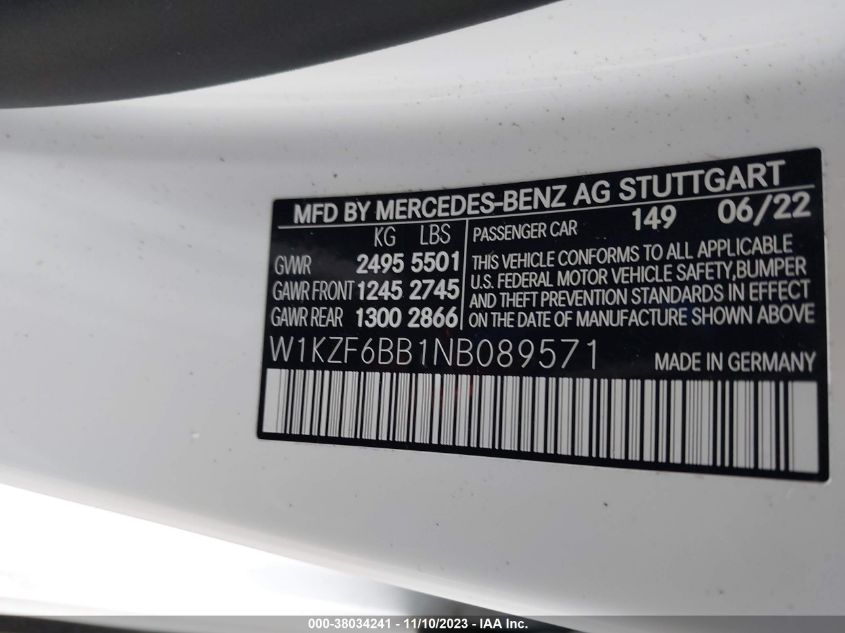 MFD BY MERCEDES-BENZ AG STUTTGART
KG LBS
GVWR 2495 5501
GAWR FRONT 1245 2745
GAWR REAR 1300 2866
PASSENGER CAR 149 06/22
THIS VEHICLE CONFORMS TO ALL APPLICABLE
U.S. FEDERAL MOTOR VEHICLE SAFETY, BUMPER
AND THEFT PREVENTION STANDARDS IN EFFECT
ON THE DATE OF MANUFACTURE SHOWN ABOVE
W1KZF6BB1NB089571
MADE IN GERMANY
000-38034241 - 11/10/2023 - IAA Inc.